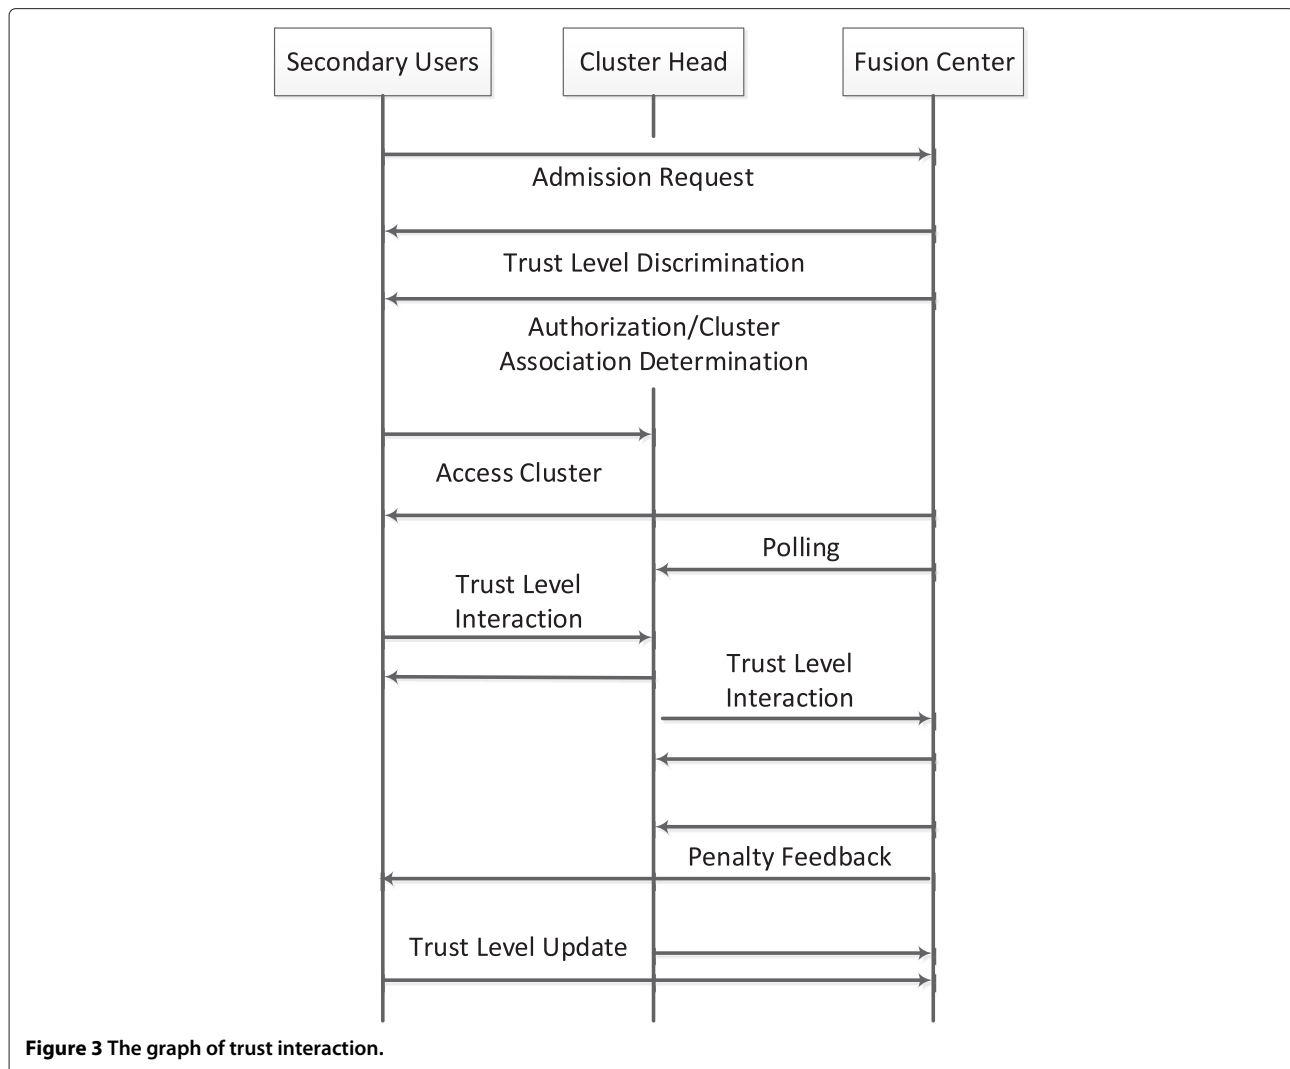 Secondary Users
Cluster Head
Fusion Center
Admission Request
Trust Level Discrimination
Authorization/Cluster
Association Determination
Access Cluster
Polling
Trust Level
Interaction
Trust Level
Interaction
Penalty Feedback
Trust Level Update
Figure 3 The graph of trust interaction.